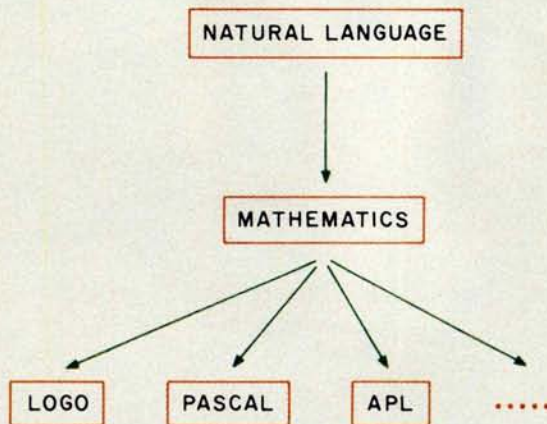 NATURAL LANGUAGE
MATHEMATICS
LOGO PASCAL APL .....